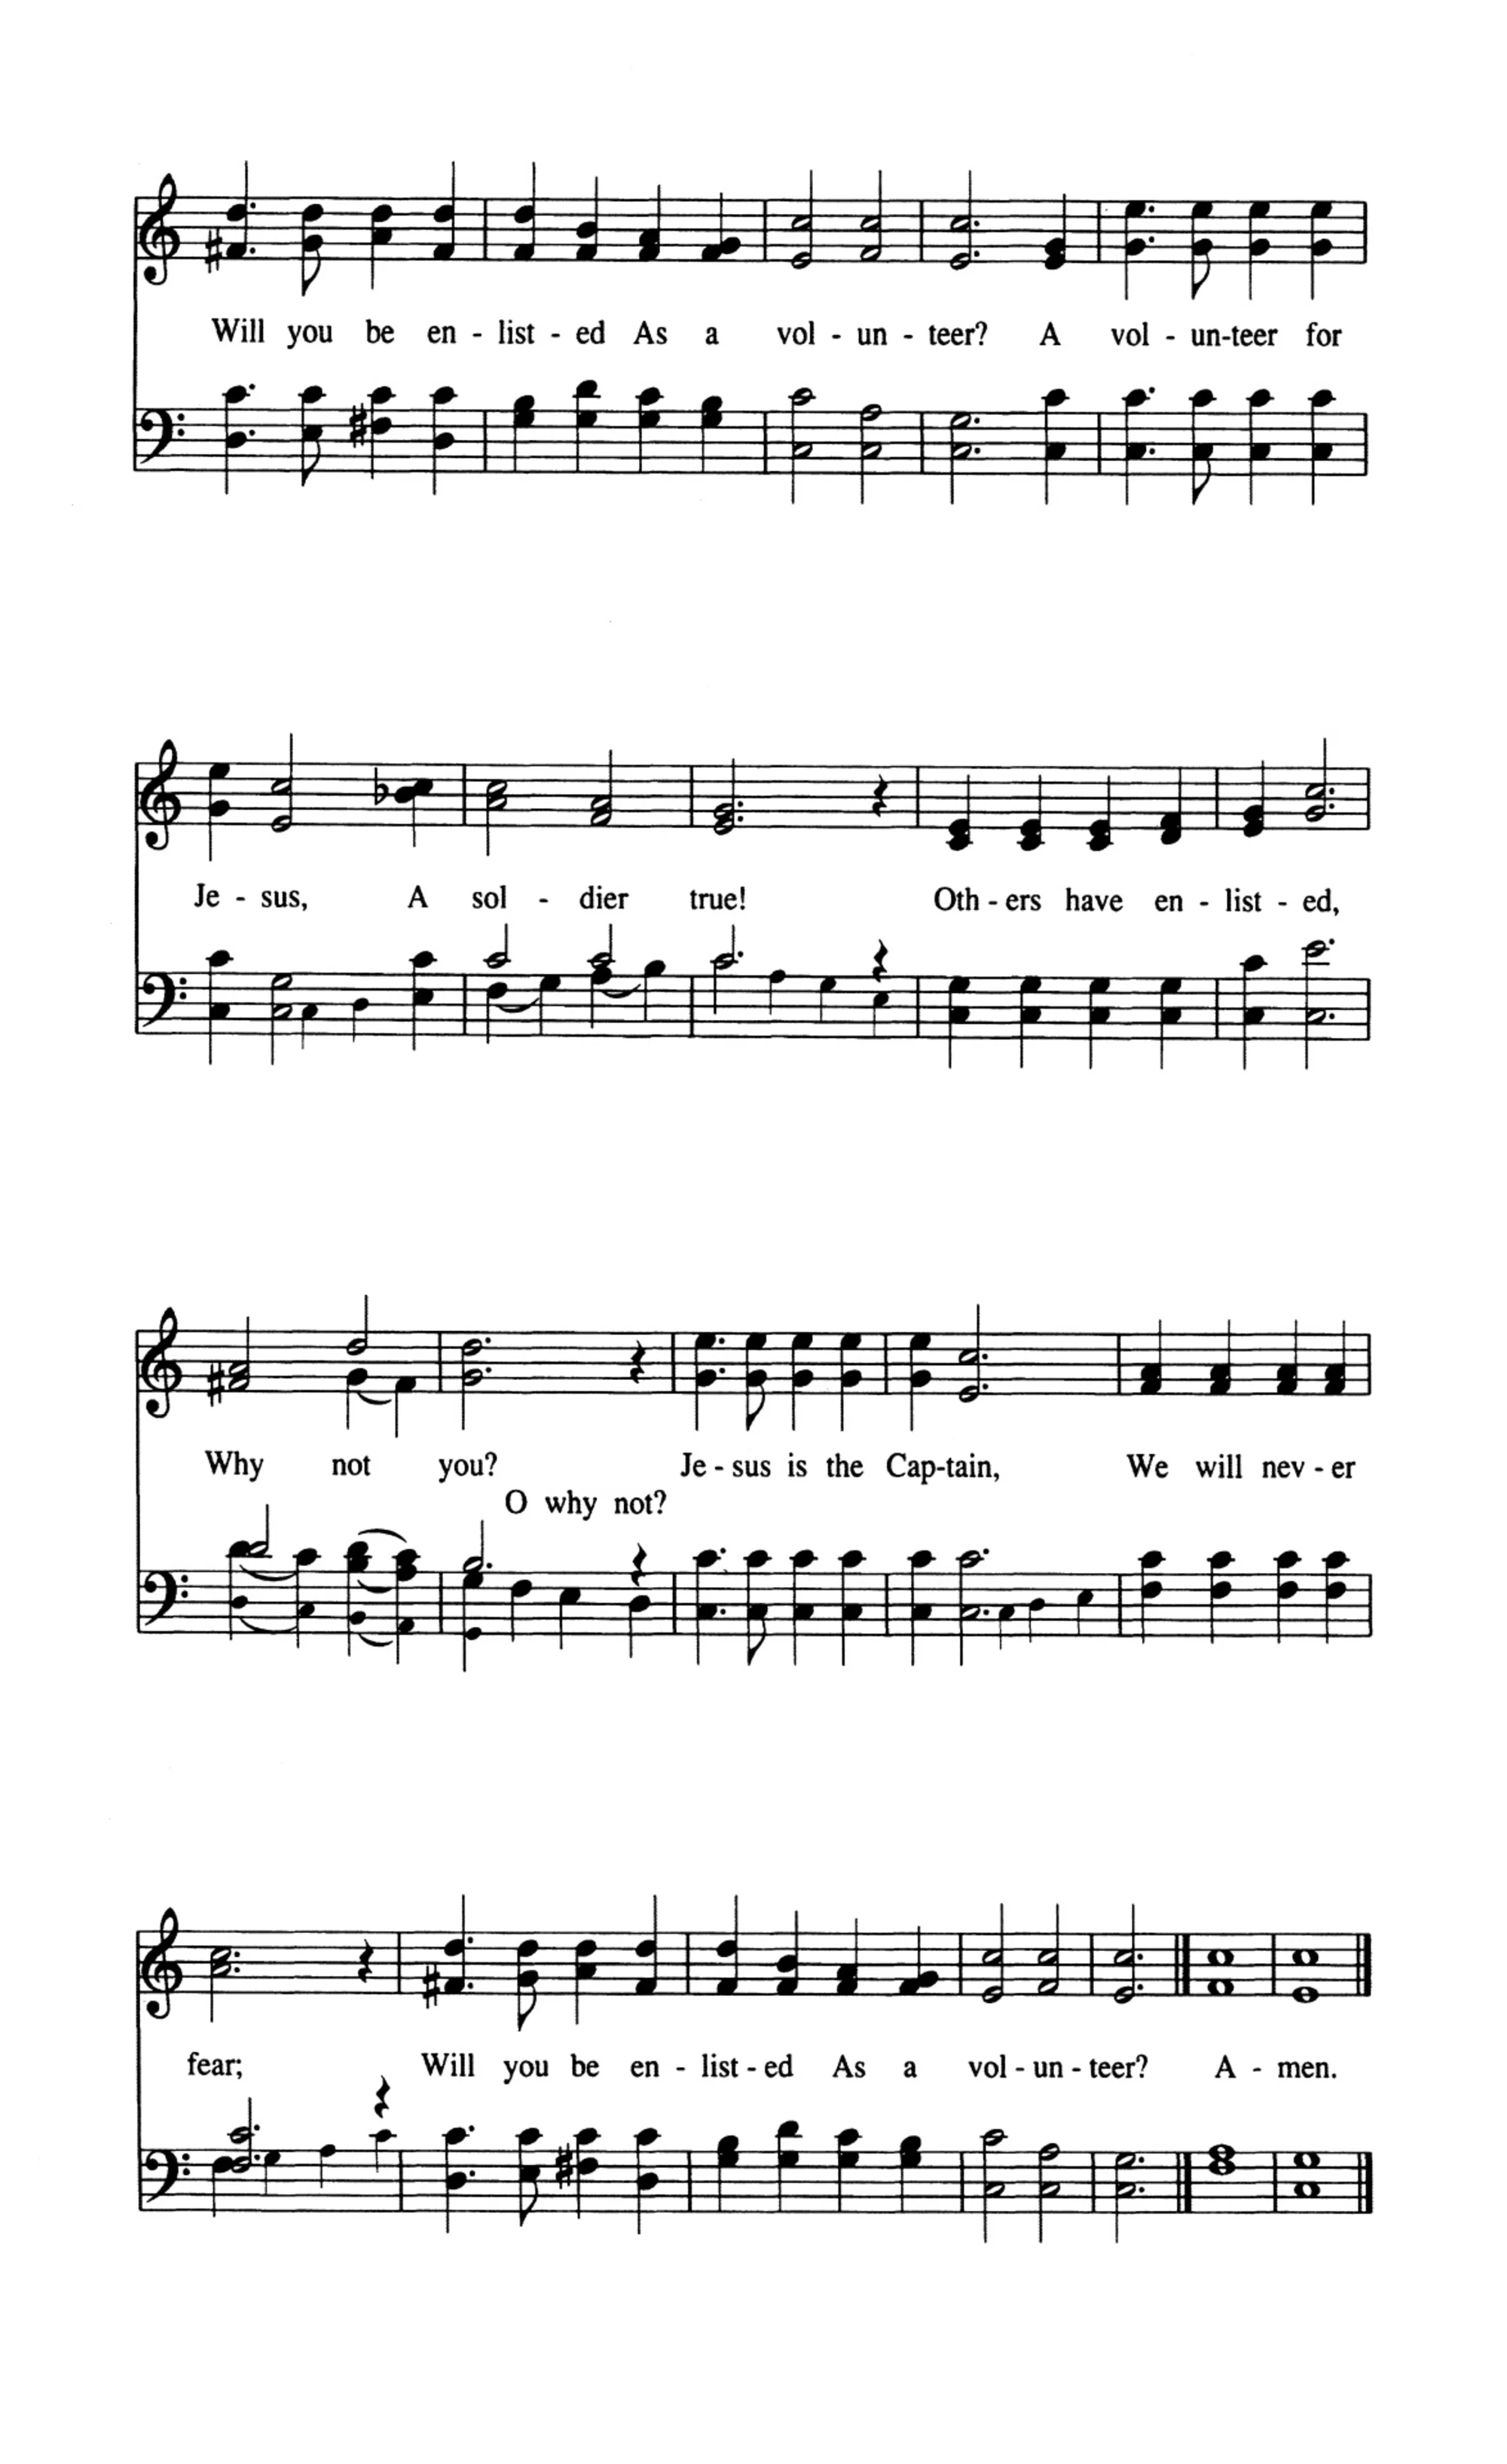 Will you be en - list - ed As a vol - un - teer? A vol - un-teer for
Je - sus, A sol - dier true! Oth - ers have en - list - ed,
Why not you? Je - sus is the Cap-tain, We will nev - er
O why not?
fear; Will you be en - list - ed As a vol - un - teer? A - men.